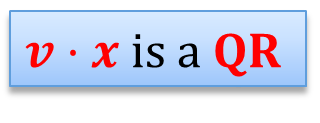 v · x is a QR